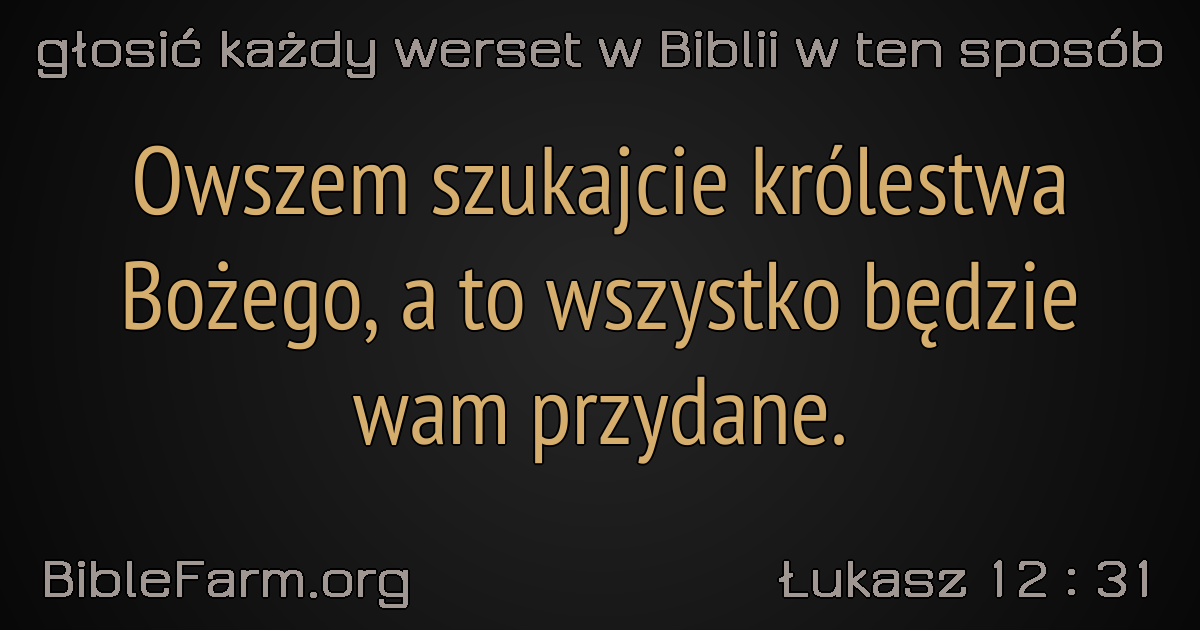 głosić każdy werset w Biblii w ten sposób
Owszem szukajcie królestwa
Bożego, a to wszystko będzie
wam przydane.
BibleFarm.org
Łukasz 12 : 31